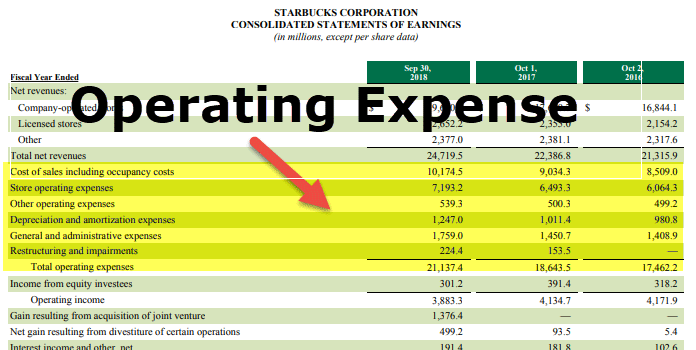 STARBUCKS CORPORATION
CONSOLIDATED STATEMENTS OF EARNINGS
(in millions, except per share data)
Fiscal Year Ended Sep 30, 2018 Oct 1, 2017 Oct 2, 2016
Net revenues:
Operating Expense
Company-operated $ 16,844.1
Licensed stores 2,652.2 2,355.0 2,154.2
Other 2,377.0 2,381.1 2,317.6
Total net revenues 24,719.5 22,386.8 21,315.9
Cost of sales including occupancy costs 10,174.5 9,034.3 8,509.0
Store operating expenses 7,193.2 6,493.3 6,064.3
Other operating expenses 539.3 500.3 499.2
Depreciation and amortization expenses 1,247.0 1,011.4 980.8
General and administrative expenses 1,759.0 1,450.7 1,408.9
Restructuring and impairments 224.4 153.5 —
Total operating expenses 21,137.4 18,643.5 17,462.2
Income from equity investees 301.2 391.4 318.2
Operating income 3,883.3 4,134.7 4,171.9
Gain resulting from acquisition of joint venture 1,376.4 — —
Net gain resulting from divestiture of certain operations 499.2 93.5 5.4
Interest income and other, net 191.4 181.8 102.6